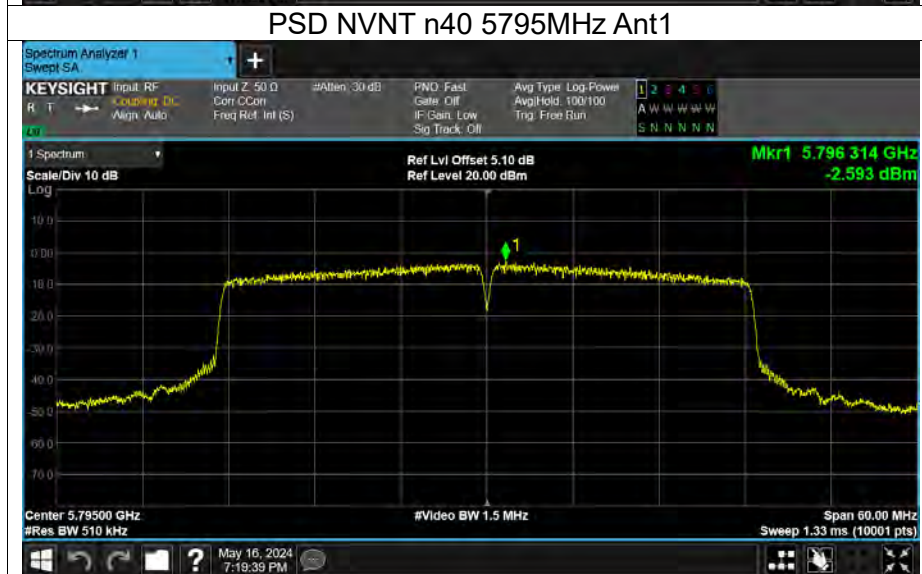 PSD NVNT n40 5795MHz Ant1
Spectrum Analyzer 1
Swept SA
+
KEYSIGHT Input: RF Input Z: 50 Ω #Atten: 30 dB PNO: Fast Avg Type: Log-Power 1 2 3 4 5 6
R T Coupling: DC Corr CCorr Gate: Off Avg|Hold: 100/100 A W W W W W
Align: Auto Freq Ref: Int (S) IF Gain: Low Trig: Free Run
Sig Track: Off S N N N N N
1 Spectrum Ref Lvl Offset 5.10 dB Mkr1 5.796 314 GHz
Scale/Div 10 dB Ref Level 20.00 dBm -2.593 dBm
Log
10.0
0.00
1
-10.0
-20.0
-30.0
-40.0
-50.0
-60.0
-70.0
Center 5.79500 GHz #Video BW 1.5 MHz Span 60.00 MHz
#Res BW 510 kHz Sweep 1.33 ms (10001 pts)
? May 16, 2024
7:19:39 PM